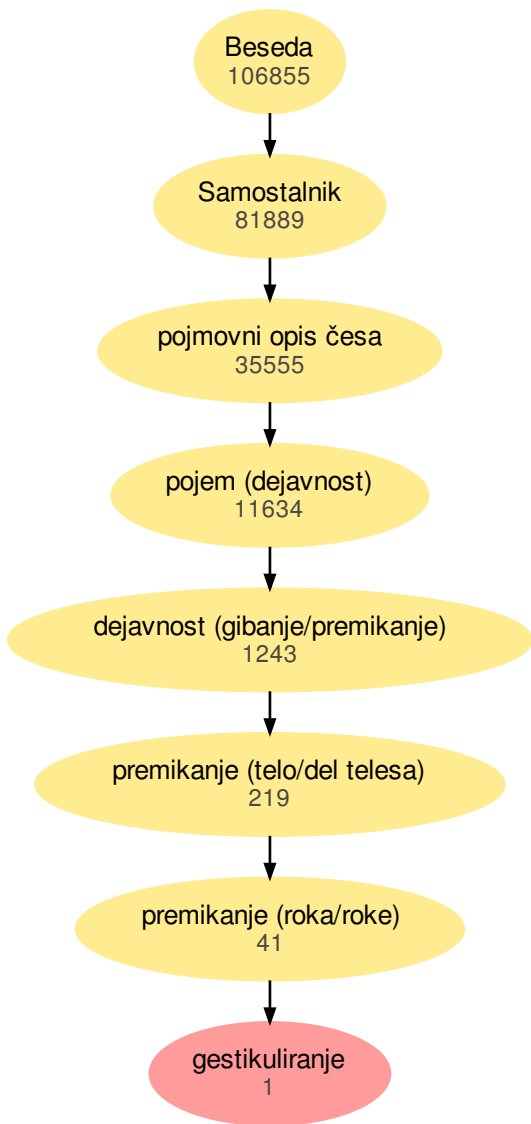 Beseda
106855
Samostalnik
81889
pojmovni opis česa
35555
pojem (dejavnost)
11634
dejavnost (gibanje/premikanje)
1243
premikanje (telo/del telesa)
219
premikanje (roka/roke)
41
gestikuliranje
1